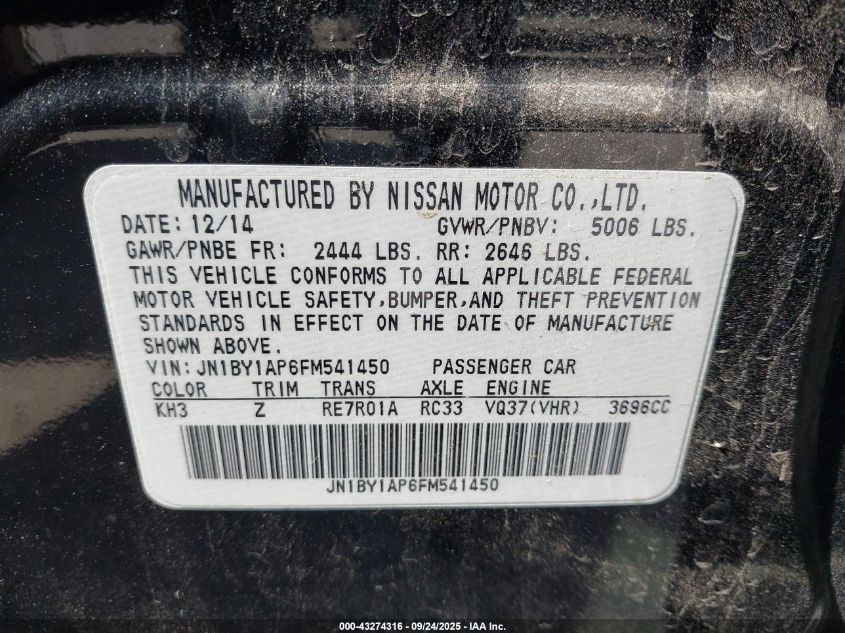 MANUFACTURED BY NISSAN MOTOR CO.,LTD.
DATE: 12/14 GVWR/PNBV: 5006 LBS.
GAWR/PNBE FR: 2444 LBS. RR: 2646 LBS.
THIS VEHICLE CONFORMS TO ALL APPLICABLE FEDERAL
MOTOR VEHICLE SAFETY,BUMPER,AND THEFT PREVENTION
STANDARDS IN EFFECT ON THE DATE OF MANUFACTURE
SHOWN ABOVE.
VIN:JN1BY1AP6FM541450 PASSENGER CAR
COLOR TRIM TRANS AXLE ENGINE
KH3 Z RE7R01A RC33 VQ37(VHR) 3696CC
JN1BY1AP6FM541450
000-43274316 - 09/24/2025 - IAA Inc.